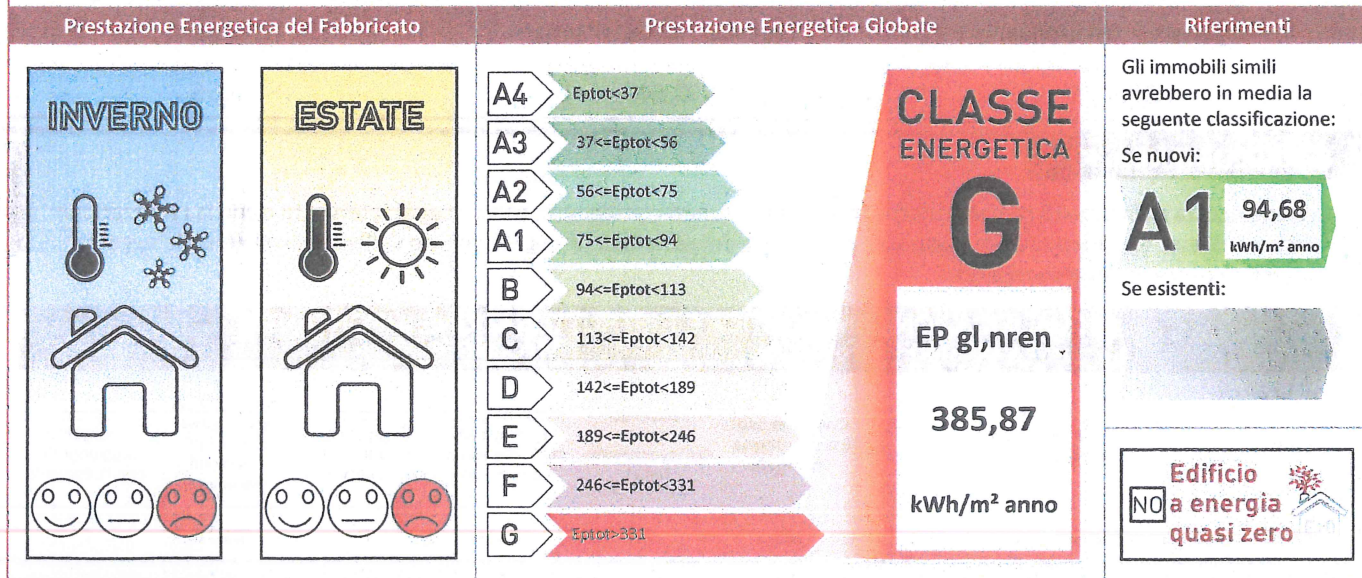 Prestazione Energetica del Fabbricato
Prestazione Energetica Globale
Riferimenti
INVERNO
ESTATE
A4 Eptot<37
A3 37<=Eptot<56
A2 56<=Eptot<75
A1 75<=Eptot<94
B 94<=Eptot<113
C 113<=Eptot<142
D 142<=Eptot<189
E 189<=Eptot<246
F 246<=Eptot<331
G Eptot>331
CLASSE
ENERGETICA
G
EP gl,nren
385,87
kWh/m² anno
Gli immobili simili
avrebbero in media la
seguente classificazione:
Se nuovi:
A1 94,68
kWh/m² anno
Se esistenti:
NO
Edificio
a energia
quasi zero